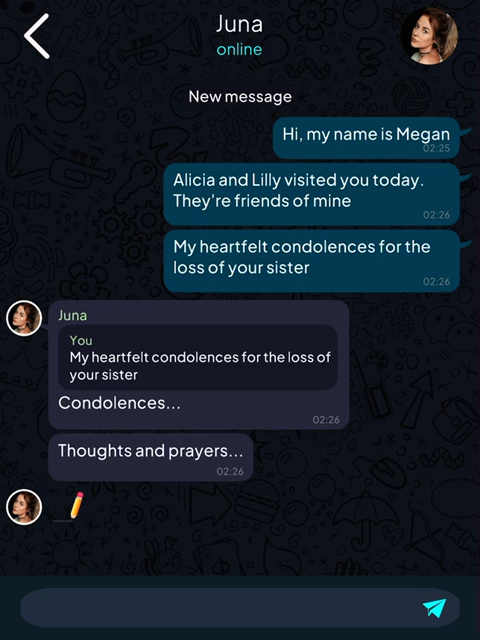 Juna
online
New message
Hi, my name is Megan
02:25
Alicia and Lilly visited you today.
They're friends of mine
02:26
My heartfelt condolences for the
loss of your sister
02:26
Juna
You
My heartfelt condolences for the loss of
your sister
Condolences...
02:26
Thoughts and prayers...
02:26